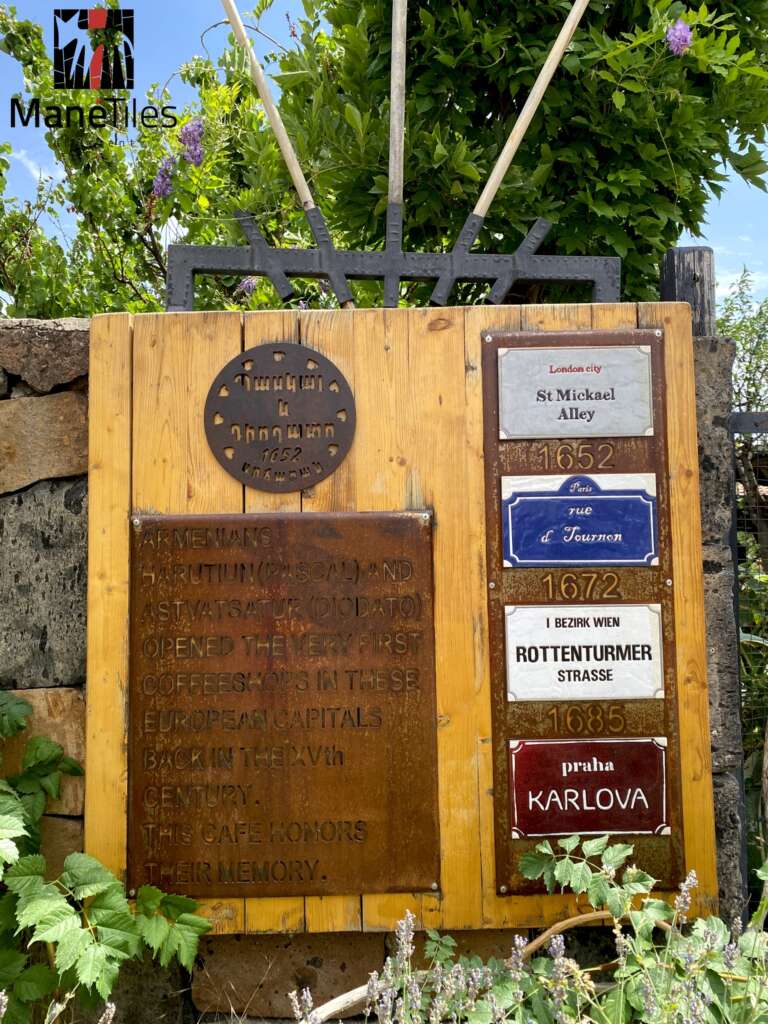 ManeTiles
Պասկալ
և
Դիոդատո
1652
ARMENIANS
HARUTIUN (PASCAL) AND
ASTVATSATUR (DIODATO)
OPENED THE VERY FIRST
COFFEESHOPS IN THESE
EUROPEAN CAPITALS
BACK IN THE XVth
CENTURY.
THIS CAFE HONORS
THEIR MEMORY.
London city
St Mickael
Alley
1652
Paris
rue
d Tournon
1672
I BEZIRK WIEN
ROTTENTURMER
STRASSE
1685
praha
KARLOVA